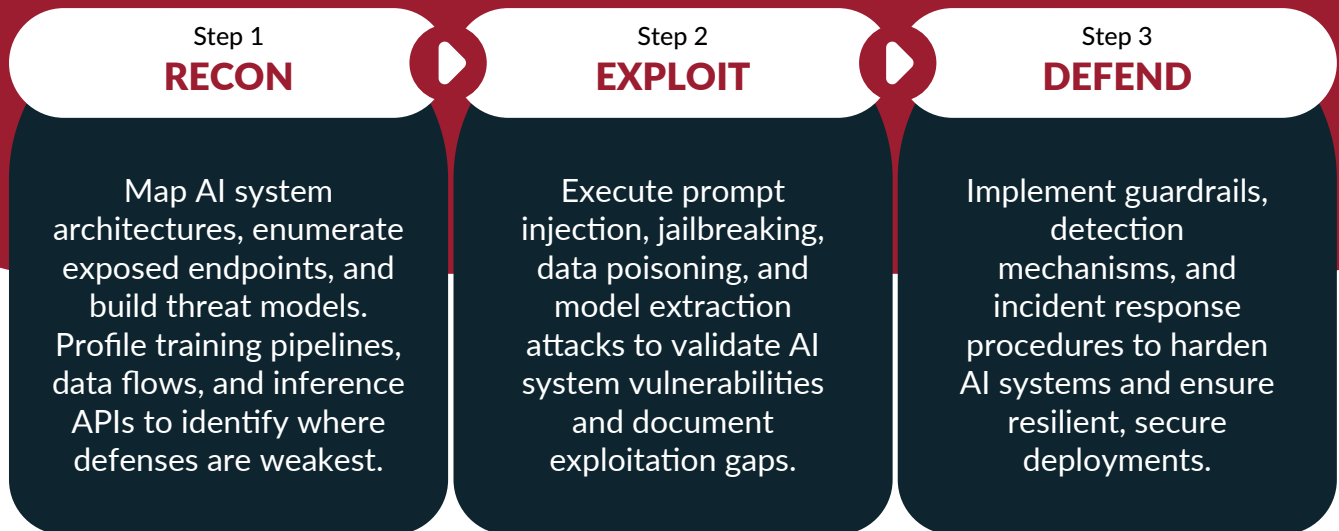 Step 1
RECON
Map AI system
architectures, enumerate
exposed endpoints, and
build threat models.
Profile training pipelines,
data flows, and inference
APIs to identify where
defenses are weakest.
Step 2
EXPLOIT
Execute prompt
injection, jailbreaking,
data poisoning, and
model extraction
attacks to validate AI
system vulnerabilities
and document
exploitation gaps.
Step 3
DEFEND
Implement guardrails,
detection
mechanisms, and
incident response
procedures to harden
AI systems and ensure
resilient, secure
deployments.